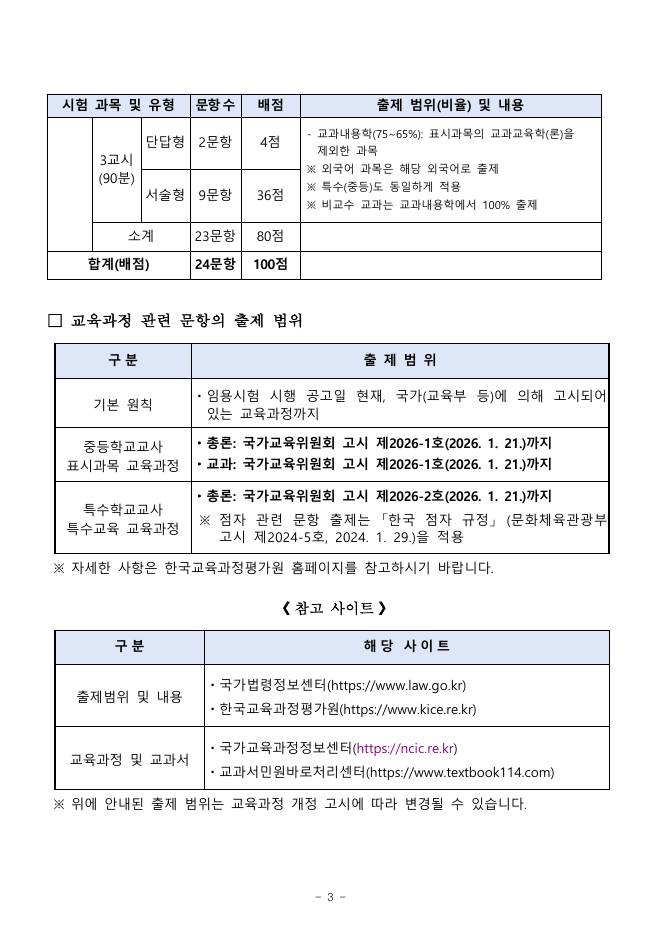 시험 과목 및 유형 문항수 배점 출제 범위(비율) 및 내용
3교시
(90분)
단답형 2문항 4점
서술형 9문항 36점
- 교과내용학(75~65%): 표시과목의 교과교육학(론)을
제외한 과목
※ 외국어 과목은 해당 외국어로 출제
※ 특수(중등)도 동일하게 적용
※ 비교수 교과는 교과내용학에서 100% 출제
소계 23문항 80점
합계(배점) 24문항 100점
□ 교육과정 관련 문항의 출제 범위
구 분 출 제 범 위
기본 원칙
・임용시험 시행 공고일 현재, 국가(교육부 등)에 의해 고시되어
있는 교육과정까지
중등학교교사
표시과목 교육과정
・총론: 국가교육위원회 고시 제2026-1호(2026. 1. 21.)까지
・교과: 국가교육위원회 고시 제2026-1호(2026. 1. 21.)까지
특수학교교사
특수교육 교육과정
・총론: 국가교육위원회 고시 제2026-2호(2026. 1. 21.)까지
※ 점자 관련 문항 출제는 「한국 점자 규정」 (문화체육관광부
고시 제2024-5호, 2024. 1. 29.)을 적용
※ 자세한 사항은 한국교육과정평가원 홈페이지를 참고하시기 바랍니다.
《 참고 사이트 》
구 분 해 당 사 이 트
출제범위 및 내용
・국가법령정보센터(https://www.law.go.kr)
・한국교육과정평가원(https://www.kice.re.kr)
교육과정 및 교과서
・국가교육과정정보센터(https://ncic.re.kr)
・교과서민원바로처리센터(https://www.textbook114.com)
※ 위에 안내된 출제 범위는 교육과정 개정 고시에 따라 변경될 수 있습니다.
- 3 -